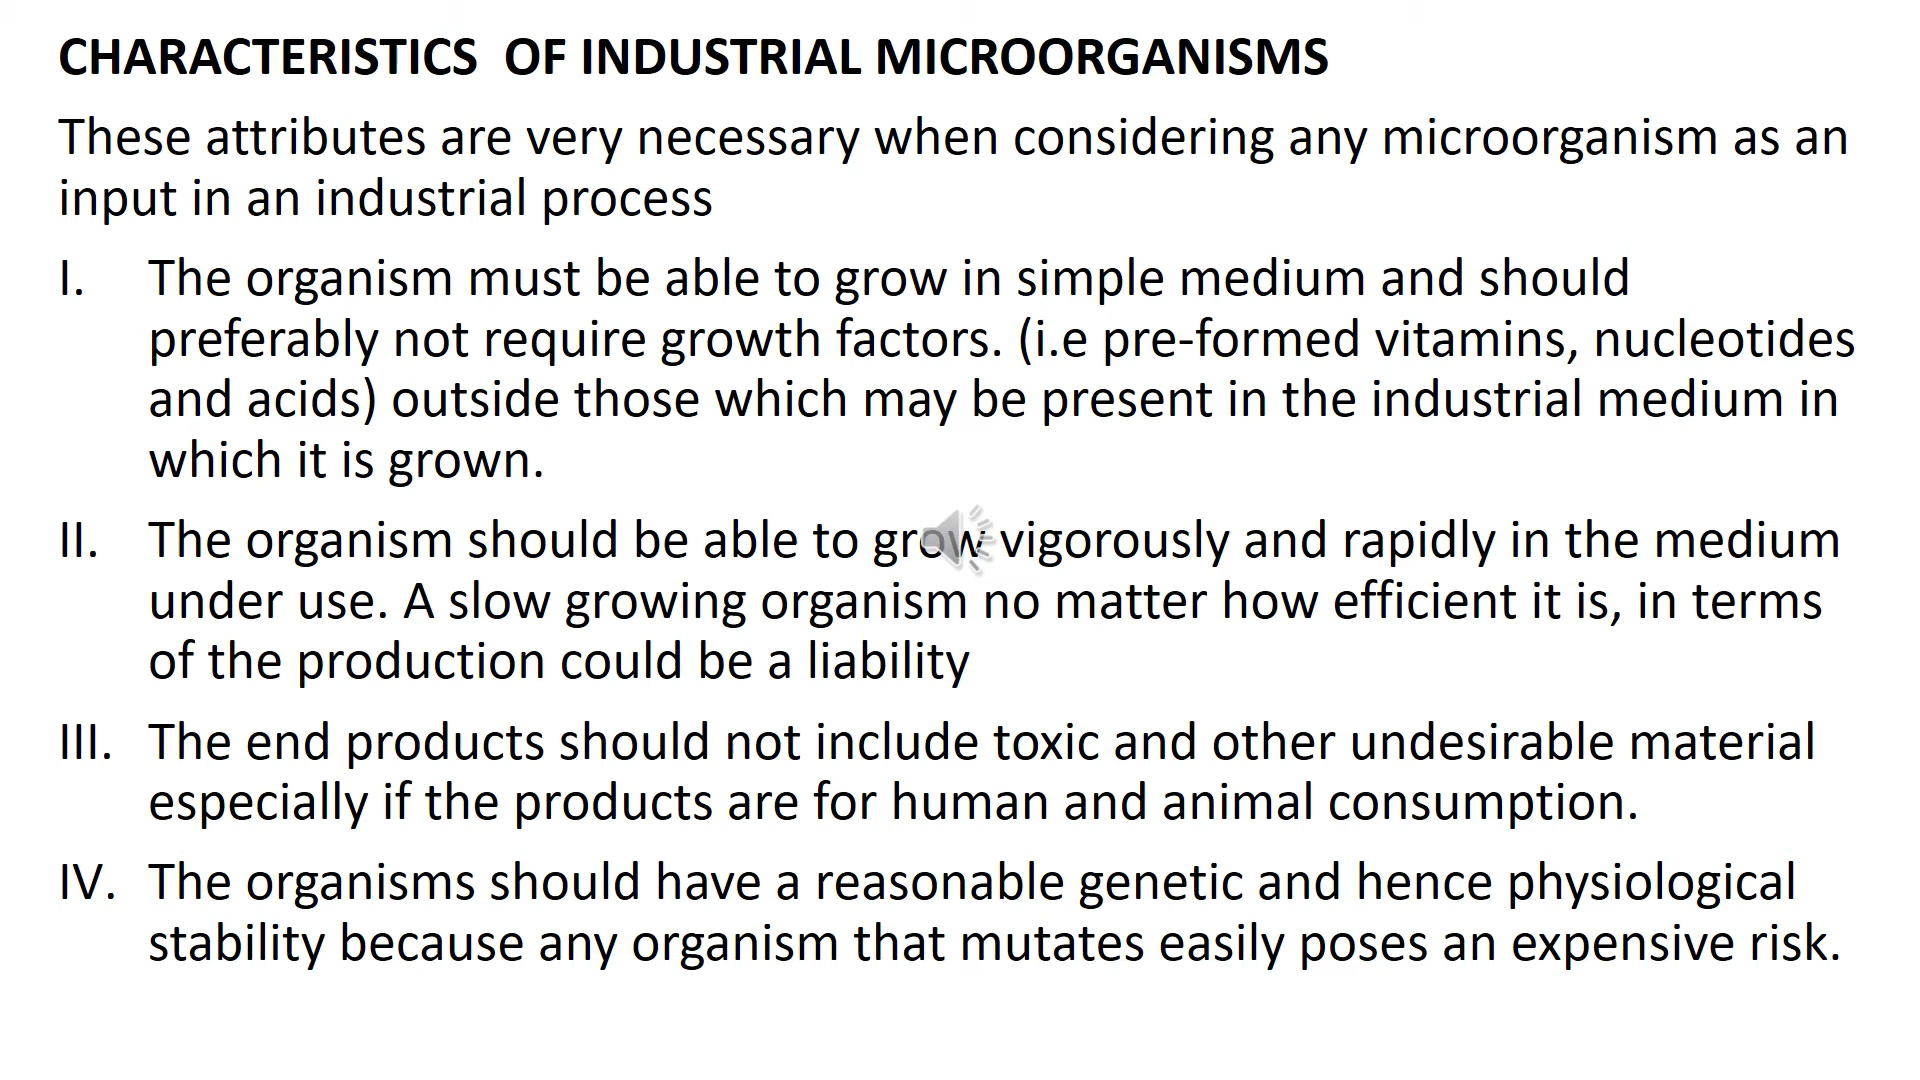 CHARACTERISTICS  OF INDUSTRIAL MICROORGANISMS
These attributes are very necessary when considering any microorganism as an
input in an industrial process
I. The organism must be able to grow in simple medium and should
preferably not require growth factors. (i.e pre-formed vitamins, nucleotides
and acids) outside those which may be present in the industrial medium in
which it is grown.
II. The organism should be able to grow vigorously and rapidly in the medium
under use. A slow growing organism no matter how efficient it is, in terms
of the production could be a liability
III. The end products should not include toxic and other undesirable material
especially if the products are for human and animal consumption.
IV. The organisms should have a reasonable genetic and hence physiological
stability because any organism that mutates easily poses an expensive risk.